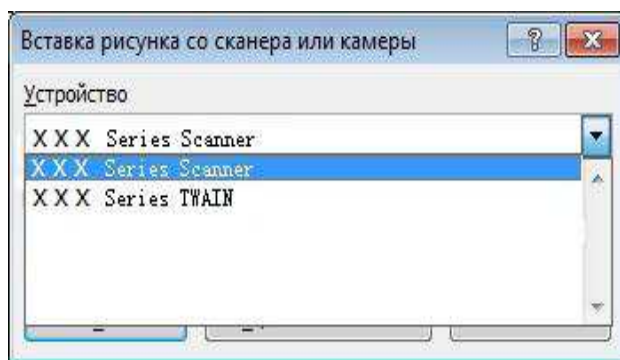 Вставка рисунка со сканера или камеры
Устройство
X X X Series Scanner
X X X Series Scanner
X X X Series TWAIN